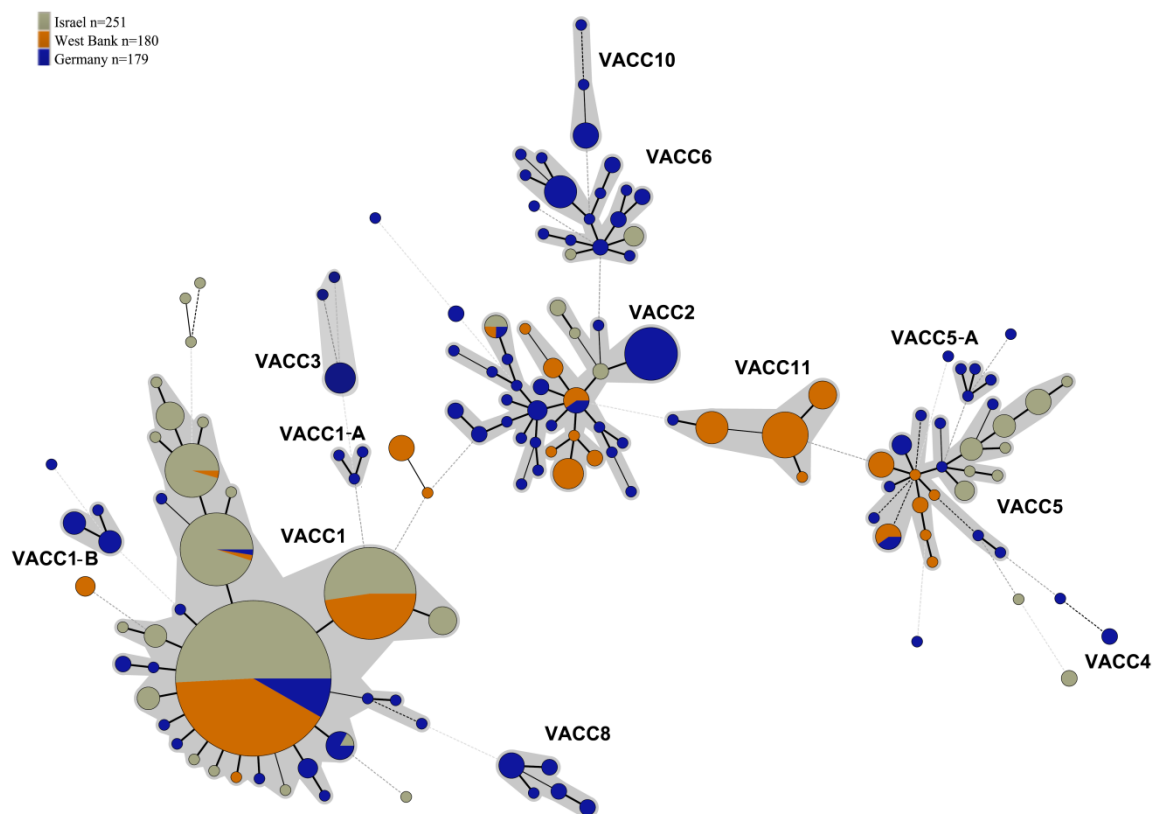 Israel n=251
West Bank n=180
Germany n=179
VACC10
VACC6
VACC2
VACC3
VACC5-A
VACC11
VACC1-A
VACC5
VACC1
VACC1-B
VACC4
VACC8